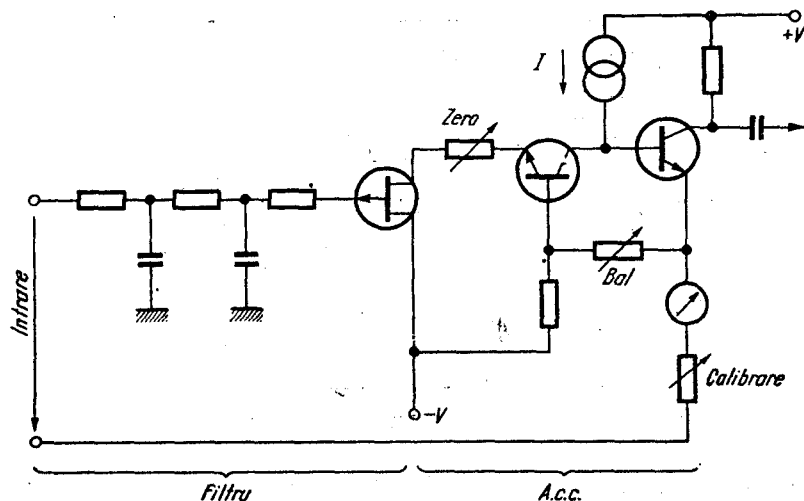 +V
I
Zero
Bal
Intrare
Calibrare
-V
Filtru
A.c.c.